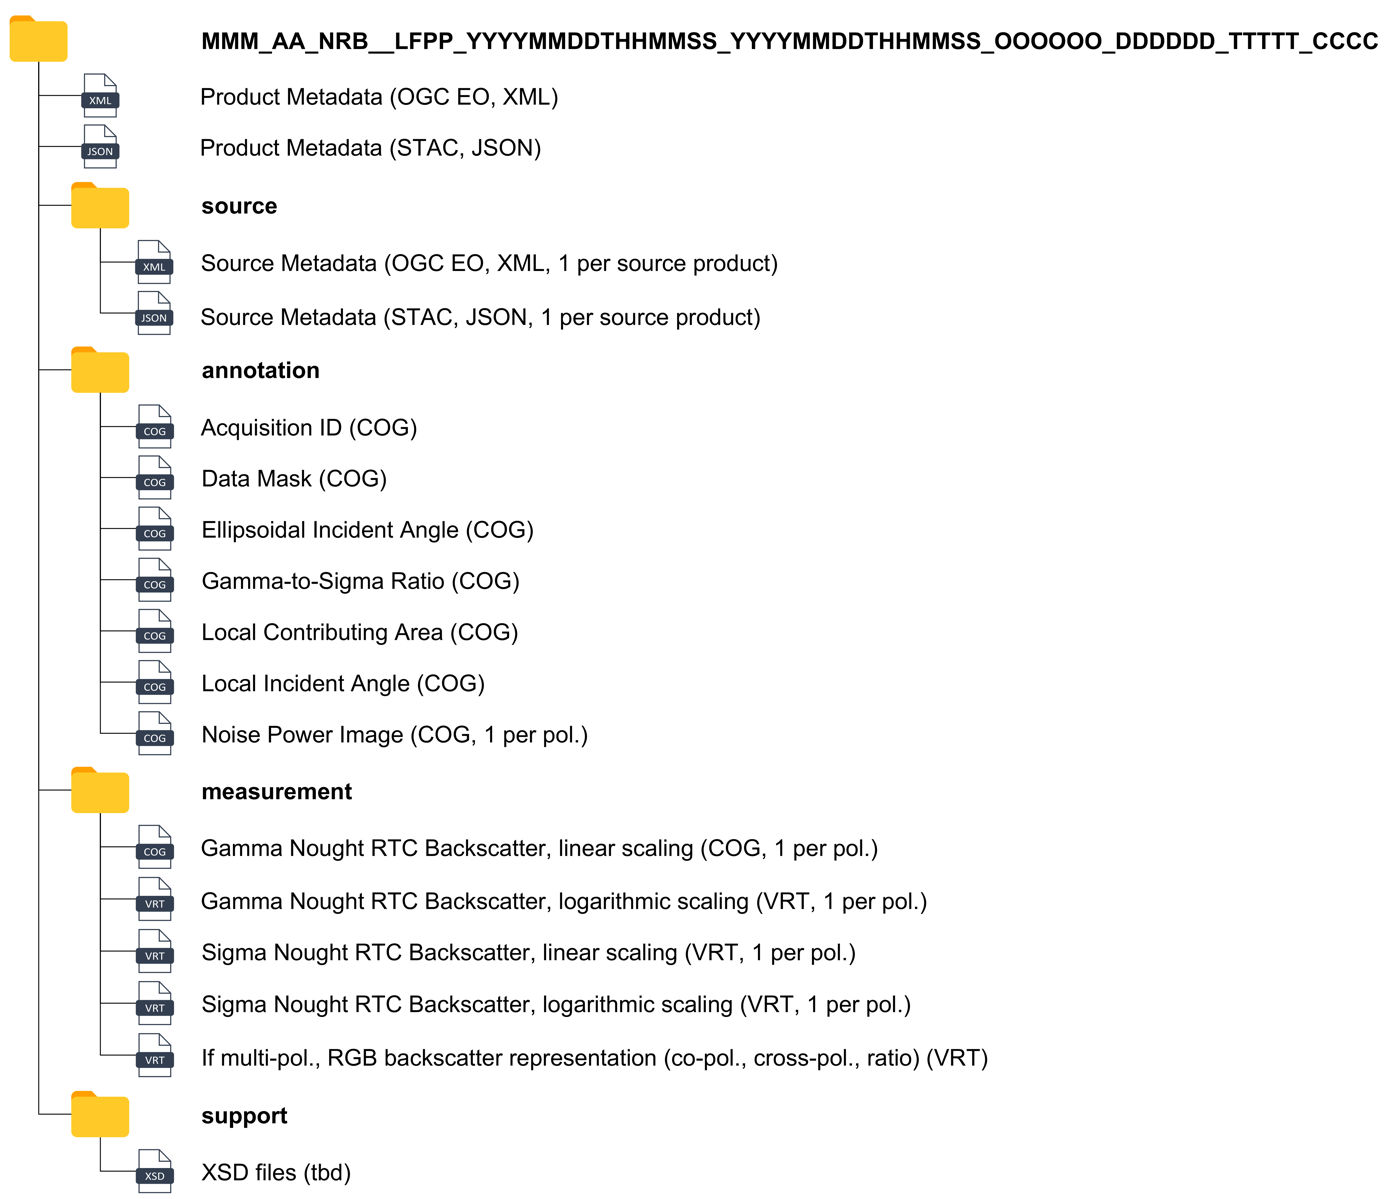 MMM_AA_NRB__LFPP_YYYYMMDDTHHMMSS_YYYYMMDDTHHMMSS_OOOOOO_DDDDDD_TTTTT_CCCC
XML Product Metadata (OGC EO, XML)
JSON Product Metadata (STAC, JSON)
source
XML Source Metadata (OGC EO, XML, 1 per source product)
JSON Source Metadata (STAC, JSON, 1 per source product)
annotation
COG Acquisition ID (COG)
COG Data Mask (COG)
COG Ellipsoidal Incident Angle (COG)
COG Gamma-to-Sigma Ratio (COG)
COG Local Contributing Area (COG)
COG Local Incident Angle (COG)
COG Noise Power Image (COG, 1 per pol.)
measurement
COG Gamma Nought RTC Backscatter, linear scaling (COG, 1 per pol.)
VRT Gamma Nought RTC Backscatter, logarithmic scaling (VRT, 1 per pol.)
VRT Sigma Nought RTC Backscatter, linear scaling (VRT, 1 per pol.)
VRT Sigma Nought RTC Backscatter, logarithmic scaling (VRT, 1 per pol.)
VRT If multi-pol., RGB backscatter representation (co-pol., cross-pol., ratio) (VRT)
support
XSD XSD files (tbd)